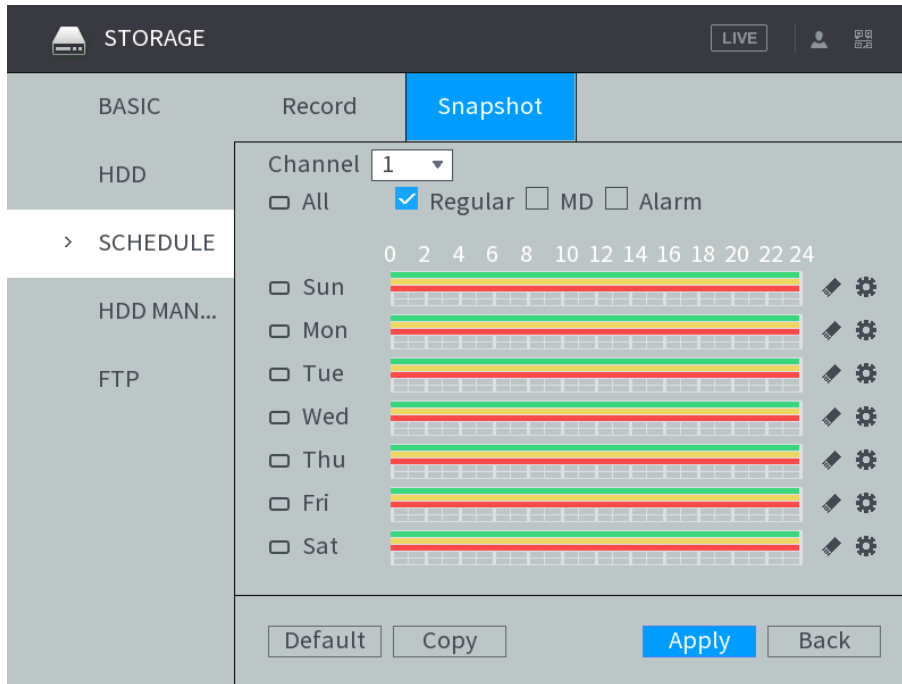 STORAGE LIVE
BASIC Record Snapshot
HDD
Channel 1
All Regular MD Alarm
SCHEDULE
0 2 4 6 8 10 12 14 16 18 20 22 24
Sun
HDD MAN...
Mon
FTP
Tue
Wed
Thu
Fri
Sat
Default Copy Apply Back